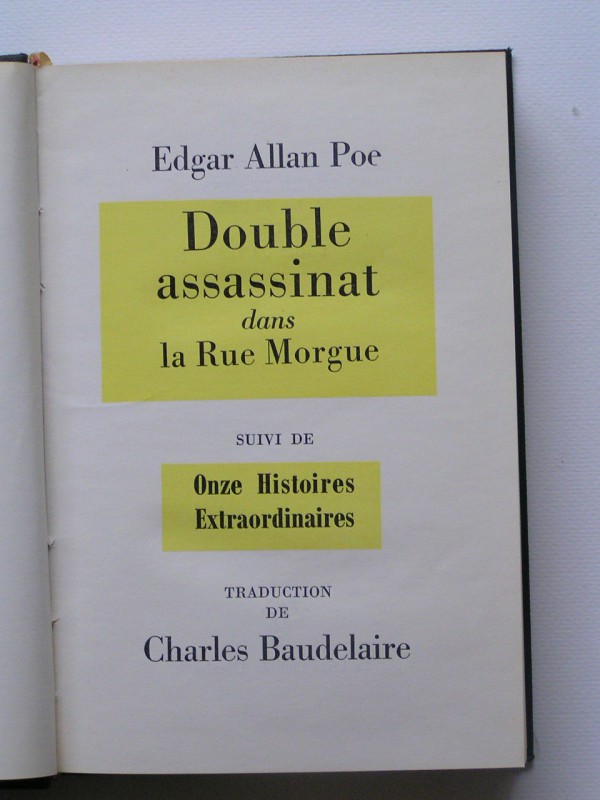 Edgar Allan Poe
Double
assassinat
dans
la Rue Morgue
SUIVI DE
Onze Histoires
Extraordinaires
TRADUCTION
DE
Charles Baudelaire